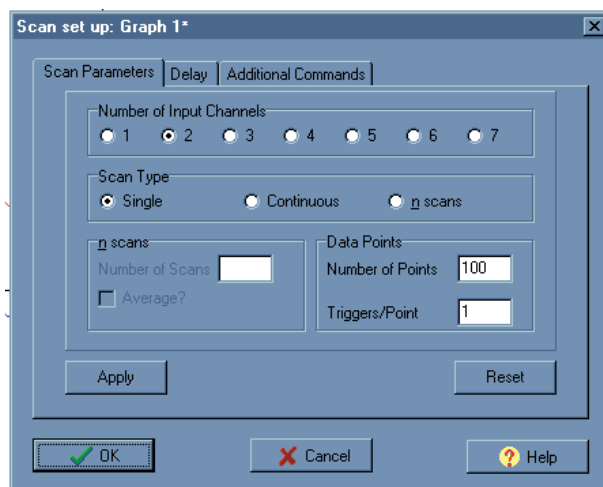 Scan set up: Graph 1*
Scan Parameters Delay Additional Commands
Number of Input Channels
1 2 3 4 5 6 7
Scan Type
Single Continuous n scans
n scans
Number of Scans
Average?
Data Points
Number of Points 100
Triggers/Point 1
Apply Reset
OK Cancel Help